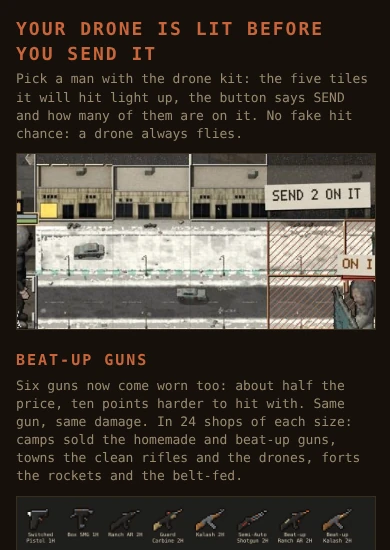 YOUR DRONE IS LIT BEFORE
YOU SEND IT
Pick a man with the drone kit: the five tiles
it will hit light up, the button says SEND
and how many of them are on it. No fake hit
chance: a drone always flies.
SEND 2 ON IT
ON I
BEAT-UP GUNS
Six guns now come worn too: about half the
price, ten points harder to hit with. Same
gun, same damage. In 24 shops of each size:
camps sold the homemade and beat-up guns,
towns the clean rifles and the drones, forts
the rockets and the belt-fed.
Switched Pistol 1H
Box SMG 1H
Ranch AR 2H
Guard Carbine 2H
Kalash 2H
Semi-Auto Shotgun 2H
Beat-up Ranch AR 2H
Beat-up Kalash 2H